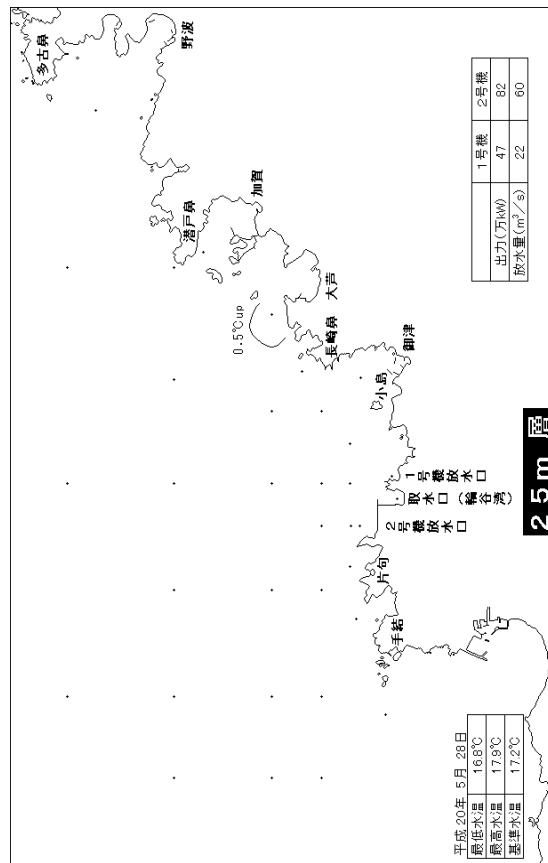 多古鼻
野波
潜戸鼻
加賀
大芦
0.5℃up
長崎鼻
御津
小島
1号機放水口
取水口（輪谷湾）
2号機放水口
片句
手結
25m 層
1号機 2号機
出力(万kW) 47 82
放水量(m³/s) 22 60
平成 20年 5月 28日
最低水温 16.8℃
最高水温 17.9℃
基準水温 17.2℃